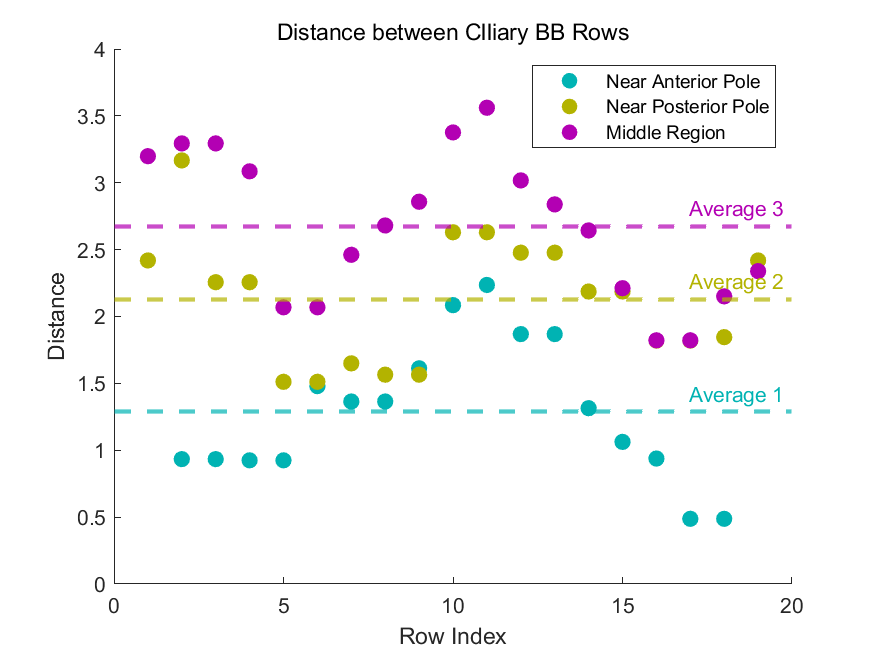 Distance between CIliary BB Rows
4
3.5
3
2.5
2
1.5
1
0.5
0
Distance
Near Anterior Pole
Near Posterior Pole
Middle Region
Average 3
Average 2
Average 1
0 5 10 15 20
Row Index